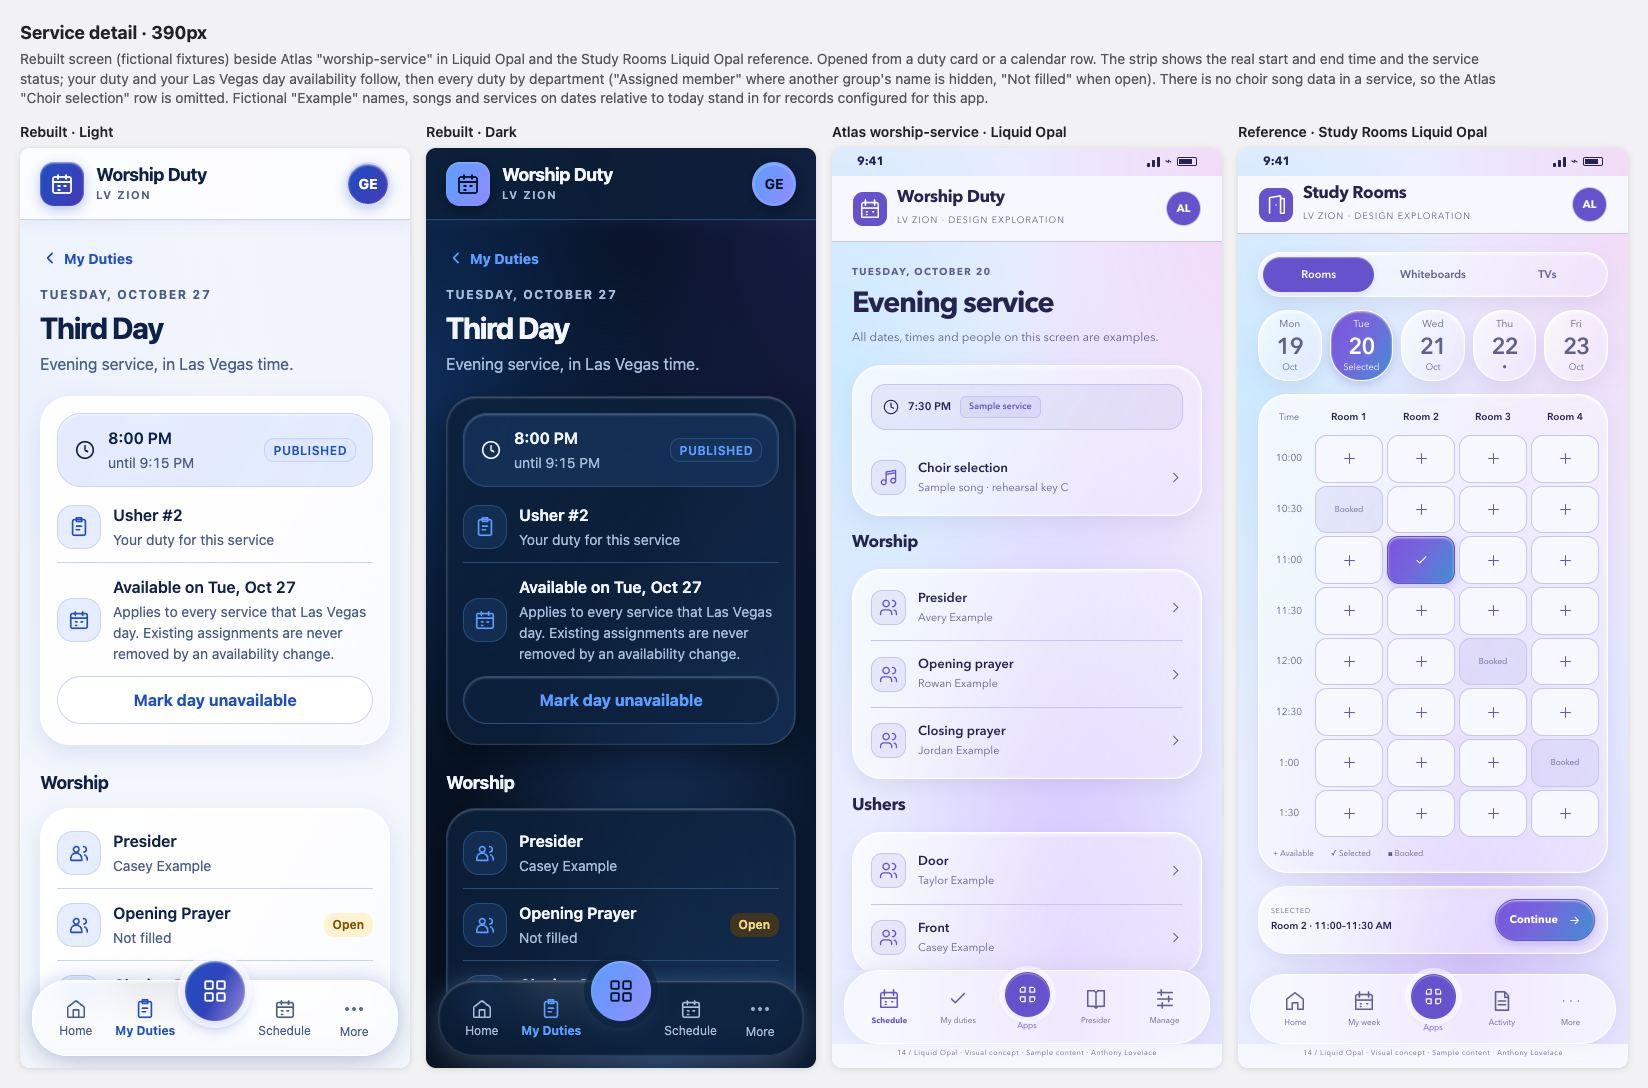 Service detail · 390px
Rebuilt screen (fictional fixtures) beside Atlas "worship-service" in Liquid Opal and the Study Rooms Liquid Opal reference. Opened from a duty card or a calendar row. The strip shows the real start and end time and the service
status; your duty and your Las Vegas day availability follow, then every duty by department ("Assigned member" where another group's name is hidden, "Not filled" when open). There is no choir song data in a service, so the Atlas
"Choir selection" row is omitted. Fictional "Example" names, songs and services on dates relative to today stand in for records configured for this app.
Rebuilt · Light
Worship Duty
LV ZION
GE
My Duties
TUESDAY, OCTOBER 27
Third Day
Evening service, in Las Vegas time.
8:00 PM
until 9:15 PM
PUBLISHED
Usher #2
Your duty for this service
Available on Tue, Oct 27
Applies to every service that Las Vegas
day. Existing assignments are never
removed by an availability change.
Mark day unavailable
Worship
Presider
Casey Example
Opening Prayer
Not filled
Open
Home
My Duties
Schedule
More
Rebuilt · Dark
Worship Duty
LV ZION
GE
My Duties
TUESDAY, OCTOBER 27
Third Day
Evening service, in Las Vegas time.
8:00 PM
until 9:15 PM
PUBLISHED
Usher #2
Your duty for this service
Available on Tue, Oct 27
Applies to every service that Las Vegas
day. Existing assignments are never
removed by an availability change.
Mark day unavailable
Worship
Presider
Casey Example
Opening Prayer
Not filled
Open
Home
My Duties
Schedule
More
Atlas worship-service · Liquid Opal
9:41
Worship Duty
LV ZION · DESIGN EXPLORATION
AL
TUESDAY, OCTOBER 20
Evening service
All dates, times and people on this screen are examples.
7:30 PM
Sample service
Choir selection
Sample song · rehearsal key C
Worship
Presider
Avery Example
Opening prayer
Rowan Example
Closing prayer
Jordan Example
Ushers
Door
Taylor Example
Front
Casey Example
Schedule
My duties
Apps
Presider
Manage
14 / Liquid Opal · Visual concept · Sample content · Anthony Lovelace
Reference · Study Rooms Liquid Opal
9:41
Study Rooms
LV ZION · DESIGN EXPLORATION
AL
Rooms Whiteboards TVs
Mon Tue Wed Thu Fri
19 20 21 22 23
Oct Selected Oct • Oct
Time Room 1 Room 2 Room 3 Room 4
10:00 + + + +
10:30 Booked + + +
11:00 + ✓ + +
11:30 + + + +
12:00 + + Booked +
12:30 + + + +
1:00 + + + Booked
1:30 + + + +
+ Available ✓ Selected ■ Booked
SELECTED
Room 2 · 11:00–11:30 AM
Continue →
Home
My week
Apps
Activity
More
14 / Liquid Opal · Visual concept · Sample content · Anthony Lovelace